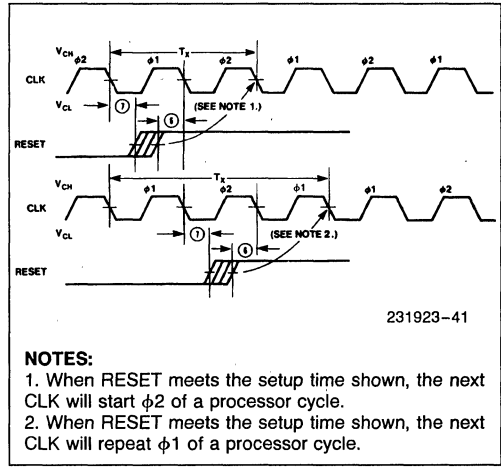 V_CH φ2 T_X φ1 φ2 φ1 φ2 φ1
CLK
V_CL ⑦ ⑥ (SEE NOTE 1.)
RESET
V_CH φ1 T_X φ2 φ1 φ2 φ1 φ2
CLK
V_CL ⑦ ⑥ (SEE NOTE 2.)
RESET
231923-41
NOTES:
1. When RESET meets the setup time shown, the next
CLK will start φ2 of a processor cycle.
2. When RESET meets the setup time shown, the next
CLK will repeat φ1 of a processor cycle.